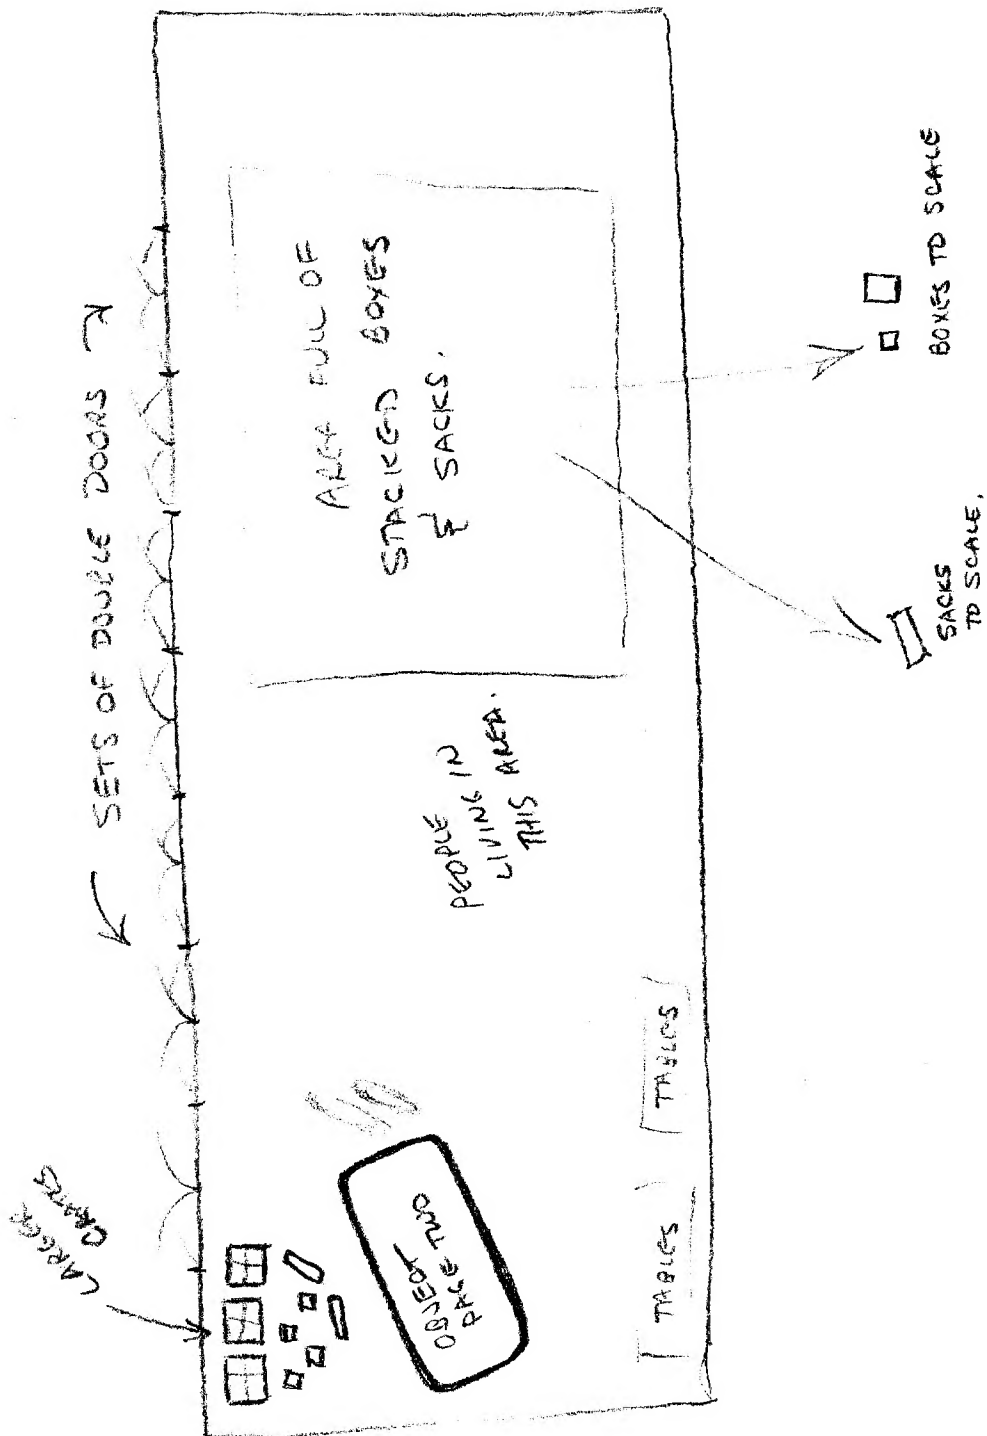 SETS OF DOUBLE DOORS
AREA FULL OF
STACKED BOXES
& SACKS.
BOXES TO SCALE
SACKS
TO SCALE.
PEOPLE
LIVING IN
THIS AREA.
LARGER
CRATES
OBJECT
PAGE TWO
TABLES
TABLES